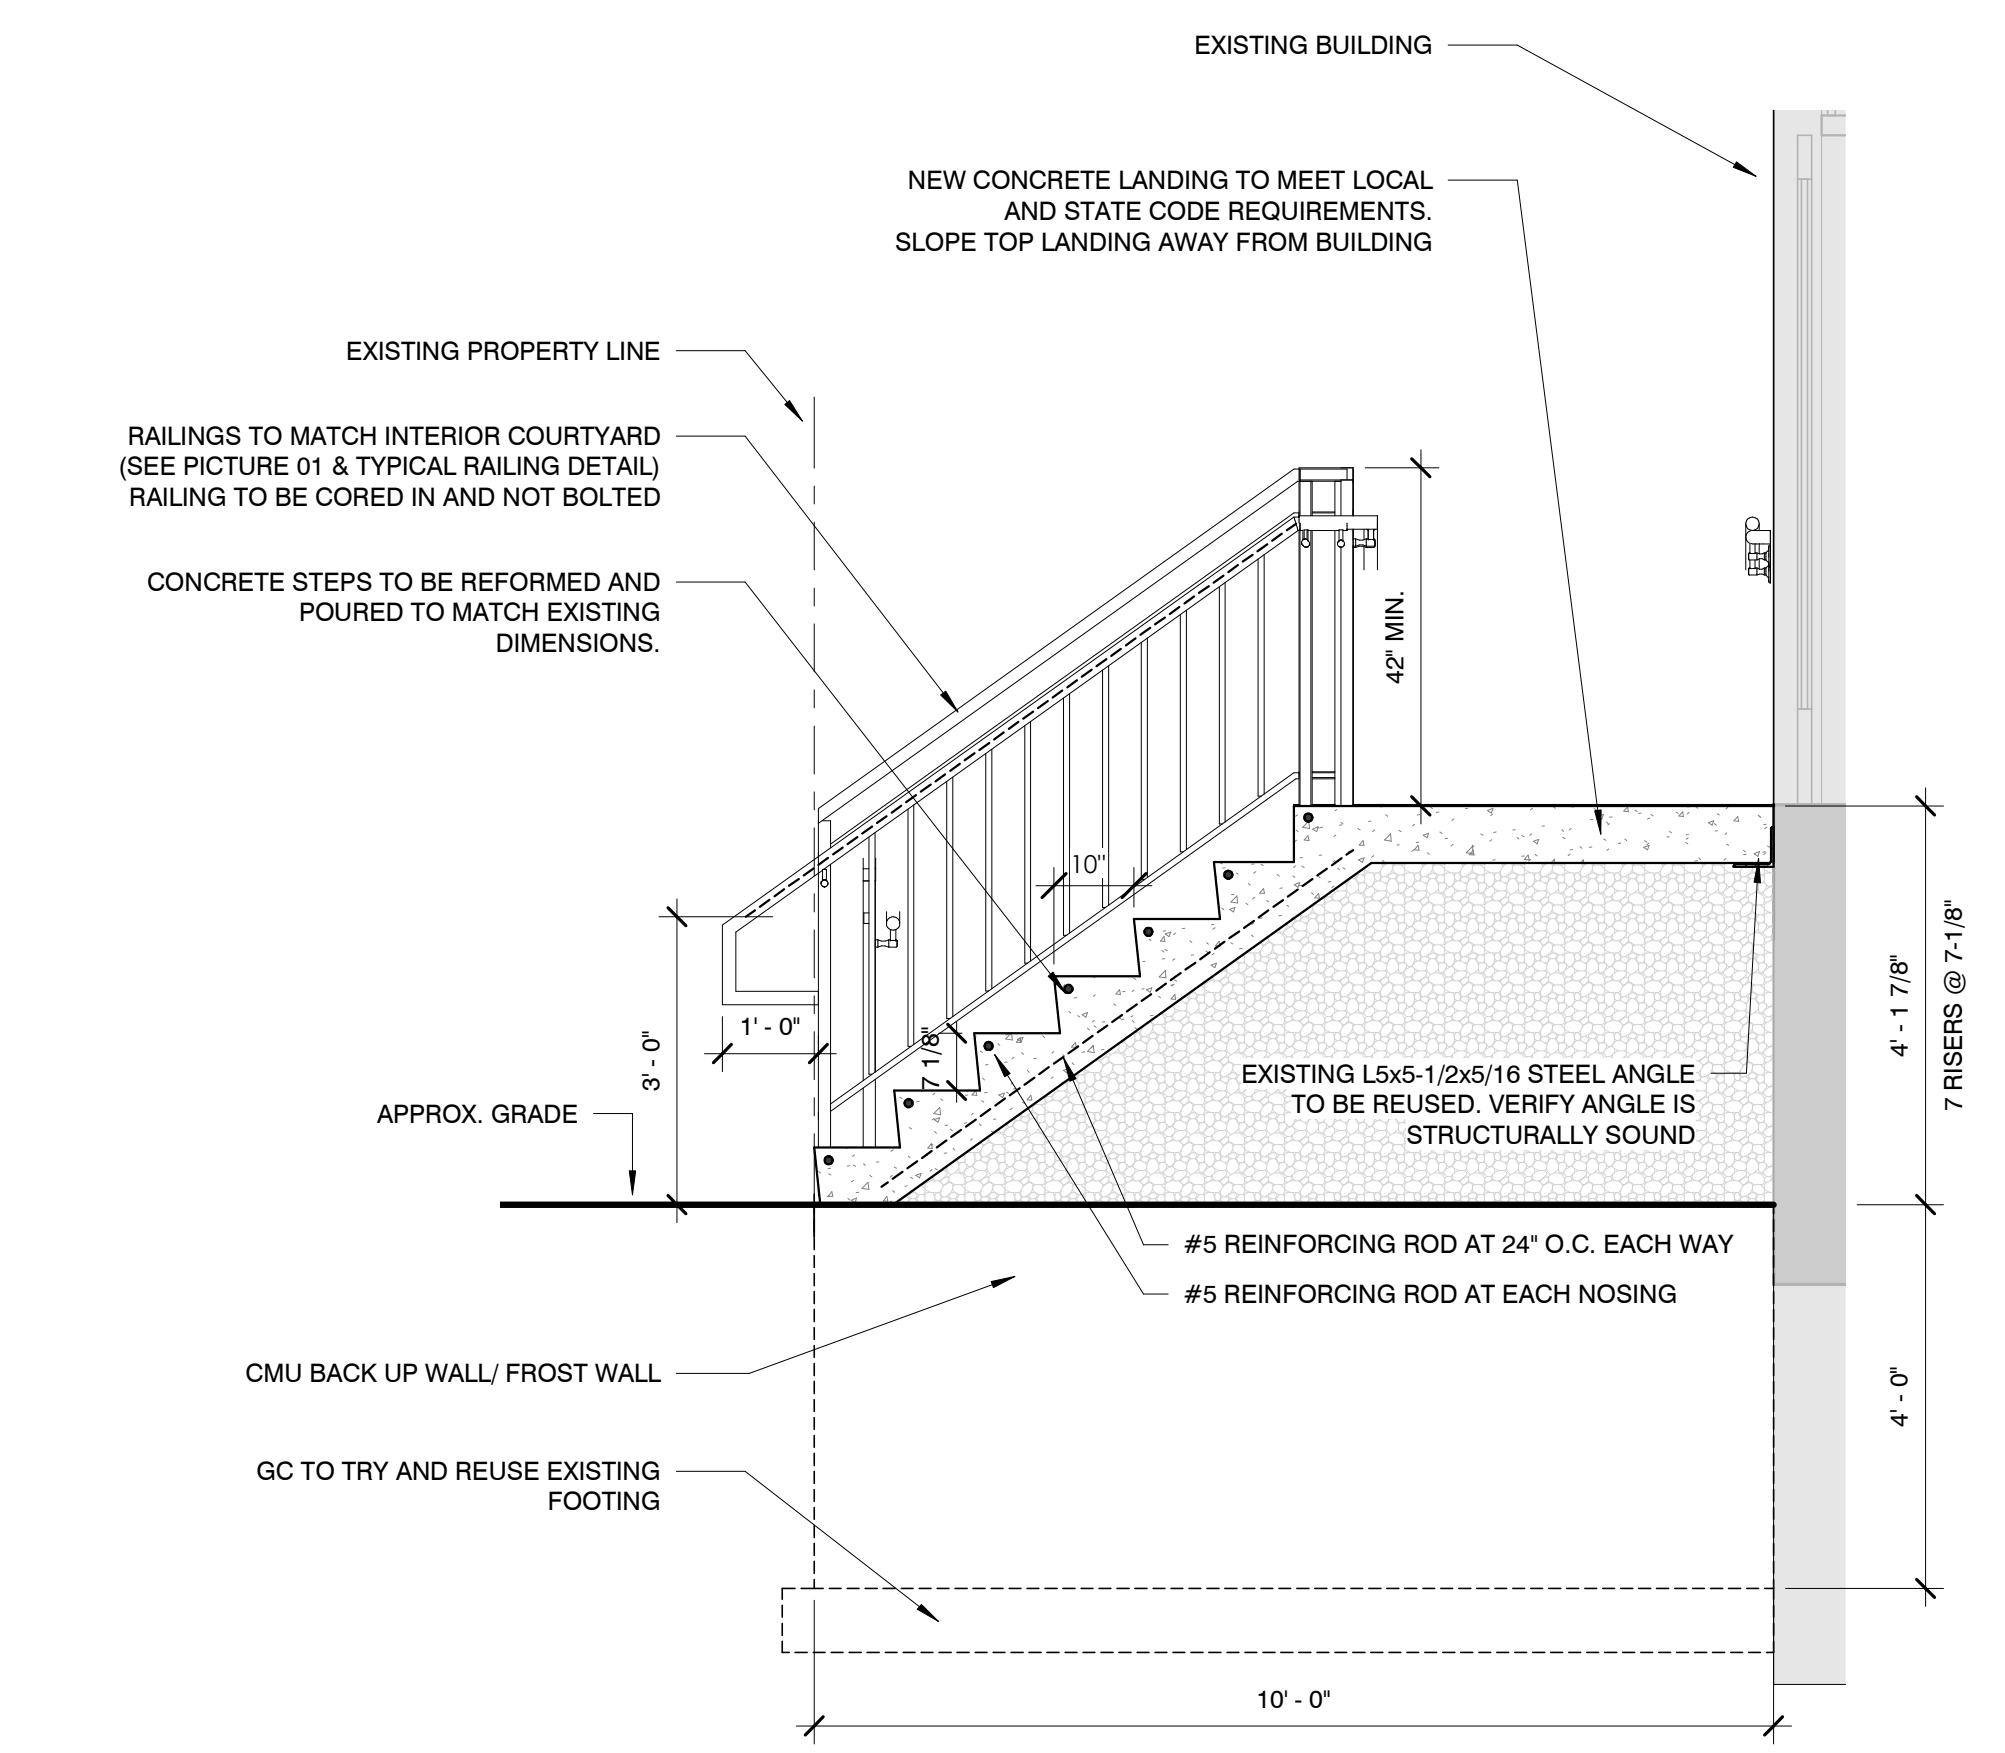 EXISTING BUILDING
NEW CONCRETE LANDING TO MEET LOCAL
AND STATE CODE REQUIREMENTS.
SLOPE TOP LANDING AWAY FROM BUILDING
EXISTING PROPERTY LINE
RAILINGS TO MATCH INTERIOR COURTYARD
(SEE PICTURE 01 & TYPICAL RAILING DETAIL)
RAILING TO BE CORED IN AND NOT BOLTED
CONCRETE STEPS TO BE REFORMED AND
POURED TO MATCH EXISTING
DIMENSIONS.
42" MIN.
10"
1' - 0"
3' - 0"
7 1/8"
APPROX. GRADE
EXISTING L5x5-1/2x5/16 STEEL ANGLE
TO BE REUSED. VERIFY ANGLE IS
STRUCTURALLY SOUND
4' - 1 7/8"
7 RISERS @ 7-1/8"
#5 REINFORCING ROD AT 24" O.C. EACH WAY
#5 REINFORCING ROD AT EACH NOSING
CMU BACK UP WALL/ FROST WALL
4' - 0"
GC TO TRY AND REUSE EXISTING
FOOTING
10' - 0"